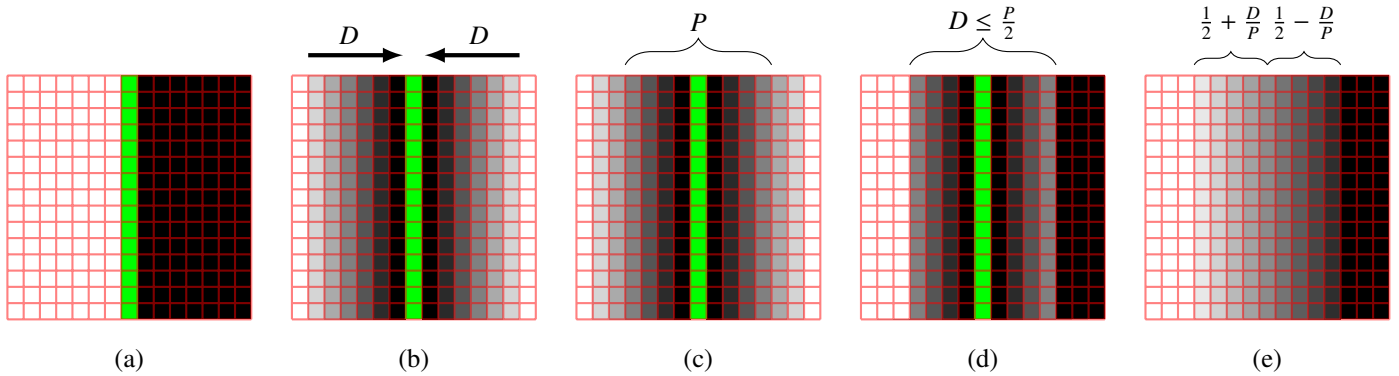 D D
P
D ≤ P/2
1/2 + D/P 1/2 − D/P
(a)
(b)
(c)
(d)
(e)